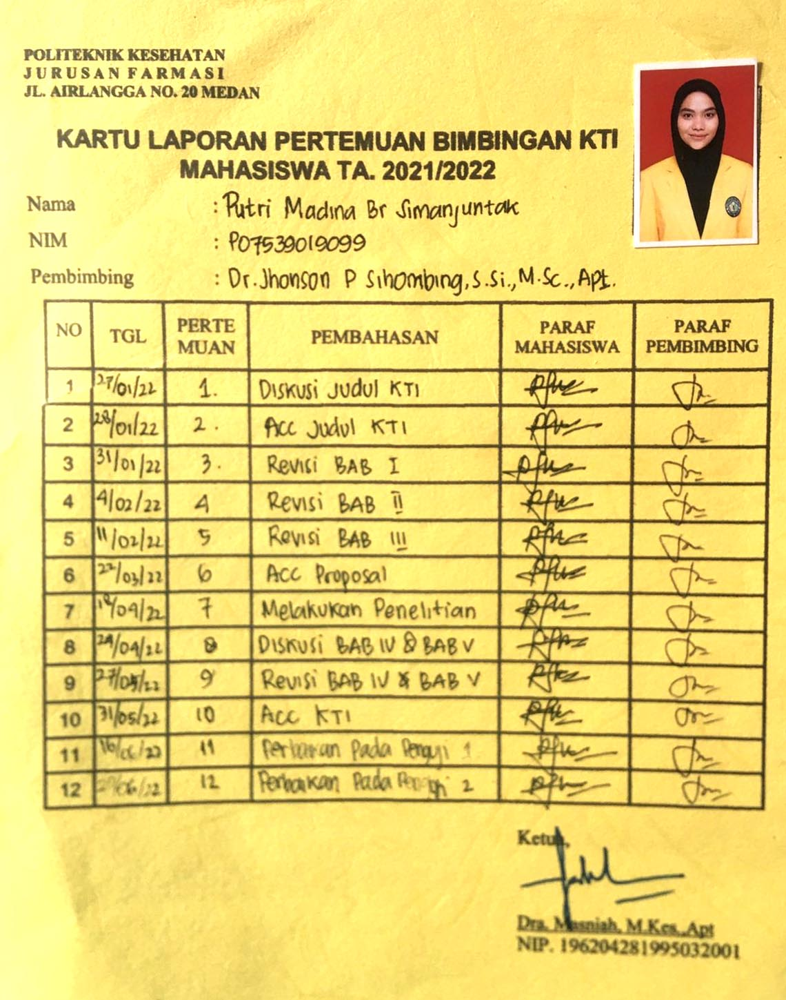 POLITEKNIK KESEHATAN
JURUSAN FARMASI
JL. AIRLANGGA NO. 20 MEDAN
KARTU LAPORAN PERTEMUAN BIMBINGAN KTI
MAHASISWA TA. 2021/2022
Nama : Putri Madina Br Simanjuntak
NIM : P07539019099
Pembimbing : Dr. Jhonson P Sihombing, S.Si., M.Sc., Apt.
NO TGL PERTE MUAN PEMBAHASAN PARAF MAHASISWA PARAF PEMBIMBING
1 27/01/22 1. Diskusi Judul KTI
2 28/01/22 2. Acc Judul KTI
3 31/01/22 3. Revisi BAB I
4 4/02/22 4 Revisi BAB II
5 11/02/22 5 Revisi BAB III
6 22/03/22 6 Acc Proposal
7 /04/22 7 Melakukan Penelitian
8 29/04/22 8 Diskusi BAB IV & BAB V
9 27/05/22 9 Revisi BAB IV & BAB V
10 31/05/22 10 Acc KTI
11 16/06/22 11 Perbaikan Pada Penguji 1
12 /06/22 12 Perbaikan Pada Penguji 2
Ketua,
Dra. Masniah, M.Kes, Apt
NIP. 196204281995032001